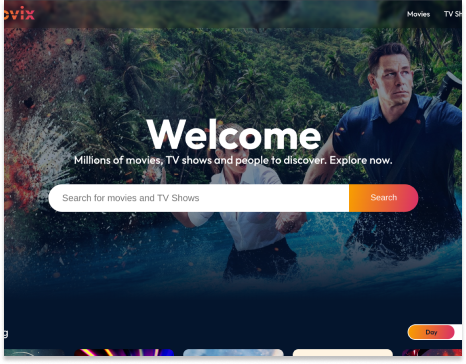 ovix
Movies TV Sh
Welcome
Millions of movies, TV shows and people to discover. Explore now.
Search for movies and TV Shows
Search
g
Day